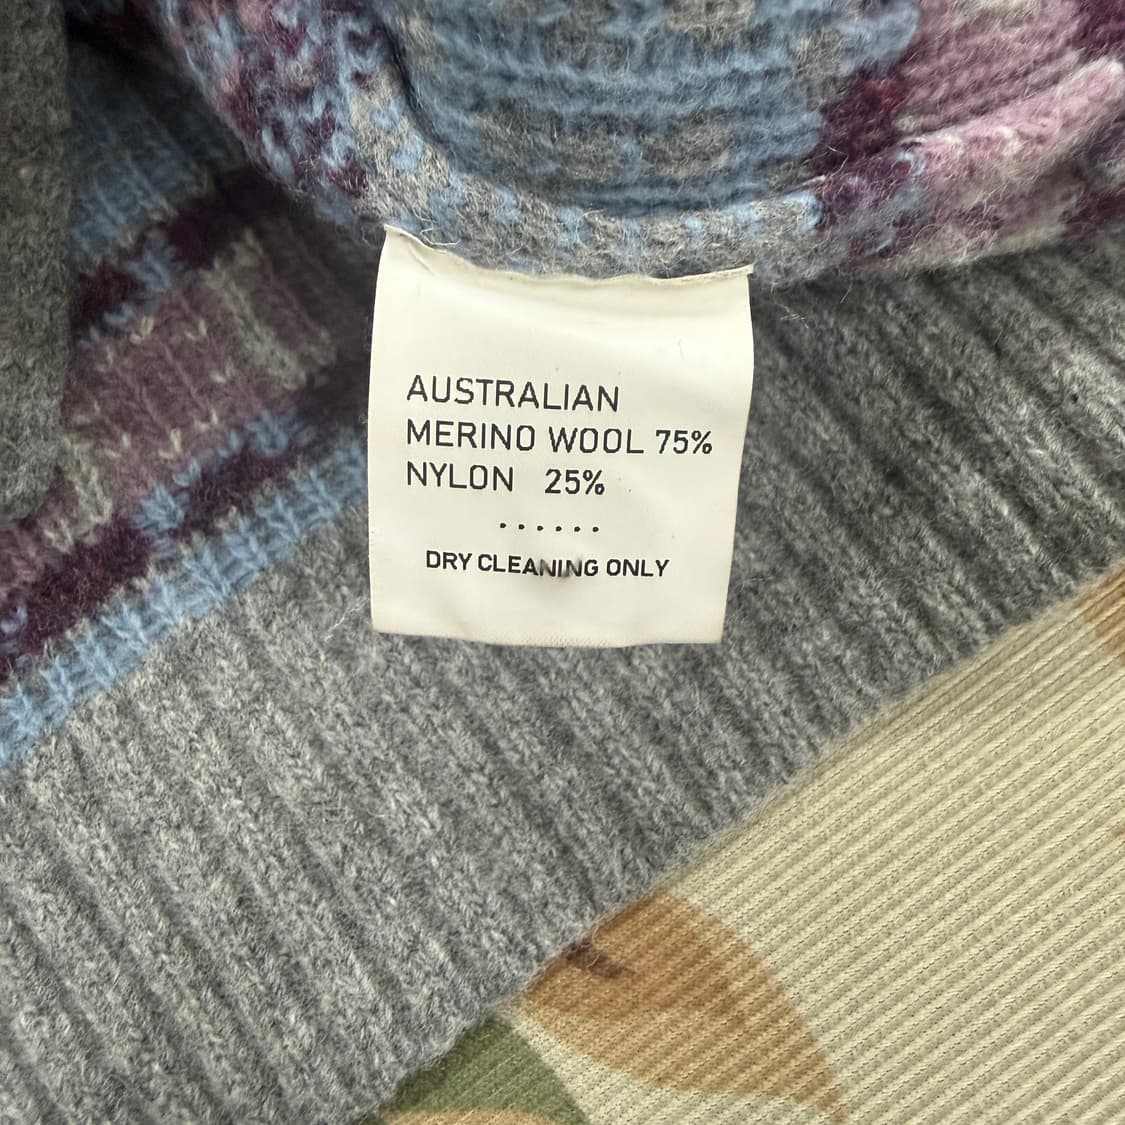 AUSTRALIAN
MERINO WOOL 75%
NYLON 25%
......
DRY CLEANING ONLY